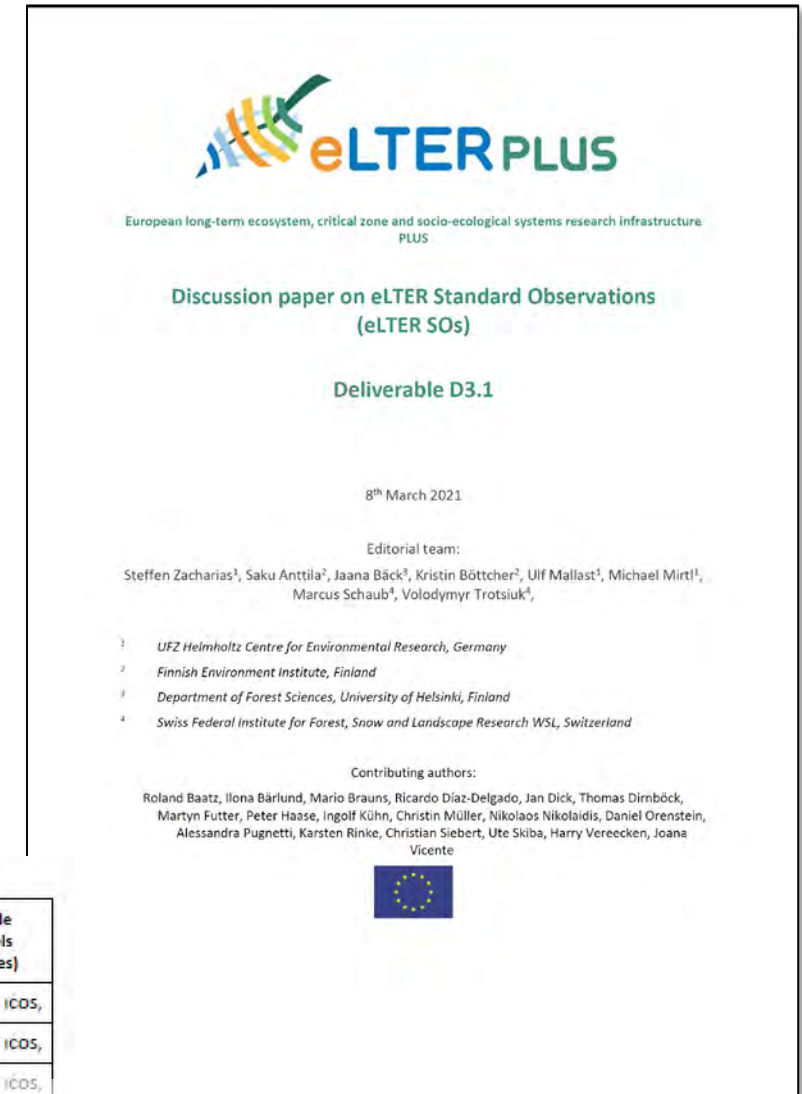 eLTER PLUS
European long-term ecosystem, critical zone and socio-ecological systems research infrastructure
PLUS
Discussion paper on eLTER Standard Observations
(eLTER SOs)
Deliverable D3.1
8th March 2021
Editorial team:
Steffen Zacharias1, Saku Anttila2, Jaana Bäck3, Kristin Böttcher2, Ulf Mallast1, Michael Mirtl1,
Marcus Schaub4, Volodymyr Trotsiuk4,
1 UFZ Helmholtz Centre for Environmental Research, Germany
2 Finnish Environment Institute, Finland
3 Department of Forest Sciences, University of Helsinki, Finland
4 Swiss Federal Institute for Forest, Snow and Landscape Research WSL, Switzerland
Contributing authors:
Roland Baatz, Ilona Bärlund, Mario Brauns, Ricardo Díaz-Delgado, Jan Dick, Thomas Dirnböck,
Martyn Futter, Peter Haase, Ingolf Kühn, Christin Müller, Nikolaos Nikolaidis, Daniel Orenstein,
Alessandra Pugnetti, Karsten Rinke, Christian Siebert, Ute Skiba, Harry Vereecken, Joana
Vicente
ICOS,
ICOS,
ICOS,